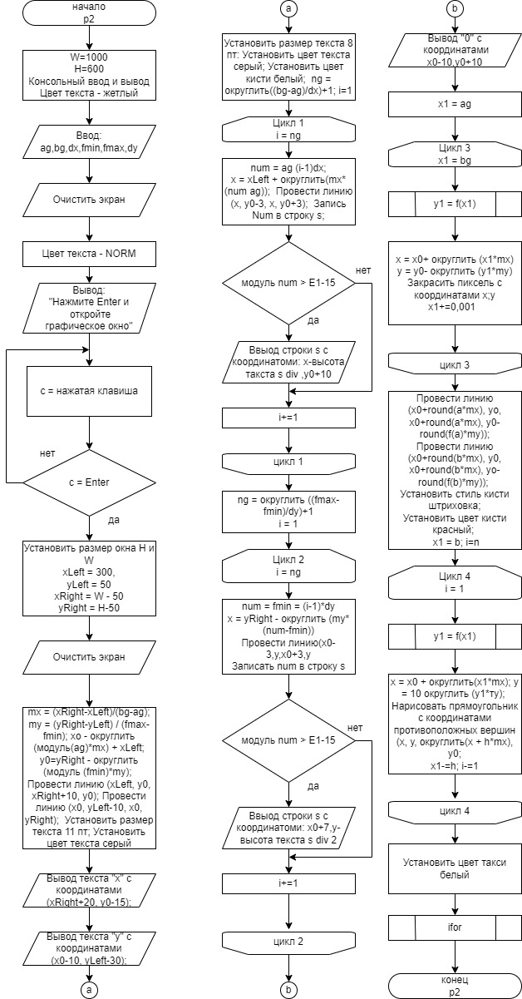 начало
p2
W=1000
H=600
Консольный ввод и вывод
Цвет текста - жетлый
Ввод:
ag,bg,dx,fmin,fmax,dy
Очистить экран
Цвет текста - NORM
Вывод:
"Нажмите Enter и
откройте
графическое окно"
с = нажатая клавиша
нет
с = Enter
да
Установить размер окна H и
W
xLeft = 300,
yLeft = 50
xRight = W - 50
yRight = H-50
Очистить экран
mx = (xRight-xLeft)/(bg-ag);
my = (yRight-yLeft) / (fmax-
fmin); xo - округлить
(модуль(ag)*mx) + xLeft;
y0=yRight - округлить
(модуль (fmin)*my);
Провести линию (xLeft, y0,
xRight+10, y0); Провести
линию (x0, yLeft-10, x0,
yRight); Установить размер
текста 11 пт; Установить
цвет текста серый
Вывод текста "x" с
координатами
(xRight+20, y0-15);
Вывод текста "y" с
координатами
(x0-10, yLeft-30);
a
a
Установить размер текста 8
пт: Установить цвет текста
серый; Установить цвет
кисти белый; ng =
округлить((bg-ag)/dx)+1; i=1
Цикл 1
i = ng
num = ag (i-1)dx;
x = xLeft + округлить(mx*
(num ag)); Провести линию
(x, y0-3, x, y0+3); Запись
Num в строку s;
нет
модуль num > E1-15
да
Ввыод строки s с
координатоми: x-высота
такста s div ,y0+10
i+=1
цикл 1
ng = округлить ((fmax-
fmin)/dy)+1
i = 1
Цикл 2
i = ng
num = fmin = (i-1)*dy
x = yRight - округлить (my*
(num-fmin))
Провести линию(x0-
3,y,x0+3,y
Записать num в строку s
нет
модуль num > E1-15
да
Ввыод строки s с
координатоми: x0+7,y-
высота текста s div 2
i+=1
цикл 2
b
b
Вывод "0" с
координатами
x0-10,y0+10
x1 = ag
Цикл 3
x1 = bg
y1 = f(x1)
x = x0+ округлить (x1*mx)
y = y0- округлить (y1*my)
Закрасить пиксель с
координатами x;y
x1+=0,001
цикл 3
Провести линию
(x0+round(a*mx), yo,
x0+round(a*mx), y0-
round(f(a)*my));
Провести линию
(x0+round(b*mx), y0,
x0+round(b*mx), yo-
round(f(b)*my));
Установить стиль кисти
штриховка;
Установить цвет кисти
красный;
x1 = b; i=n
Цикл 4
i = 1
y1 = f(x1)
x = x0 + округлить(x1*mx); y
= 10 округлить (y1*ту);
Нарисовать прямоугольник
с координатами
противоположных вершин
(x, y, округлить(x + h*mx),
y0;
x1-=h; i-=1
цикл 4
Установить цвет такси
белый
ifor
конец
p2